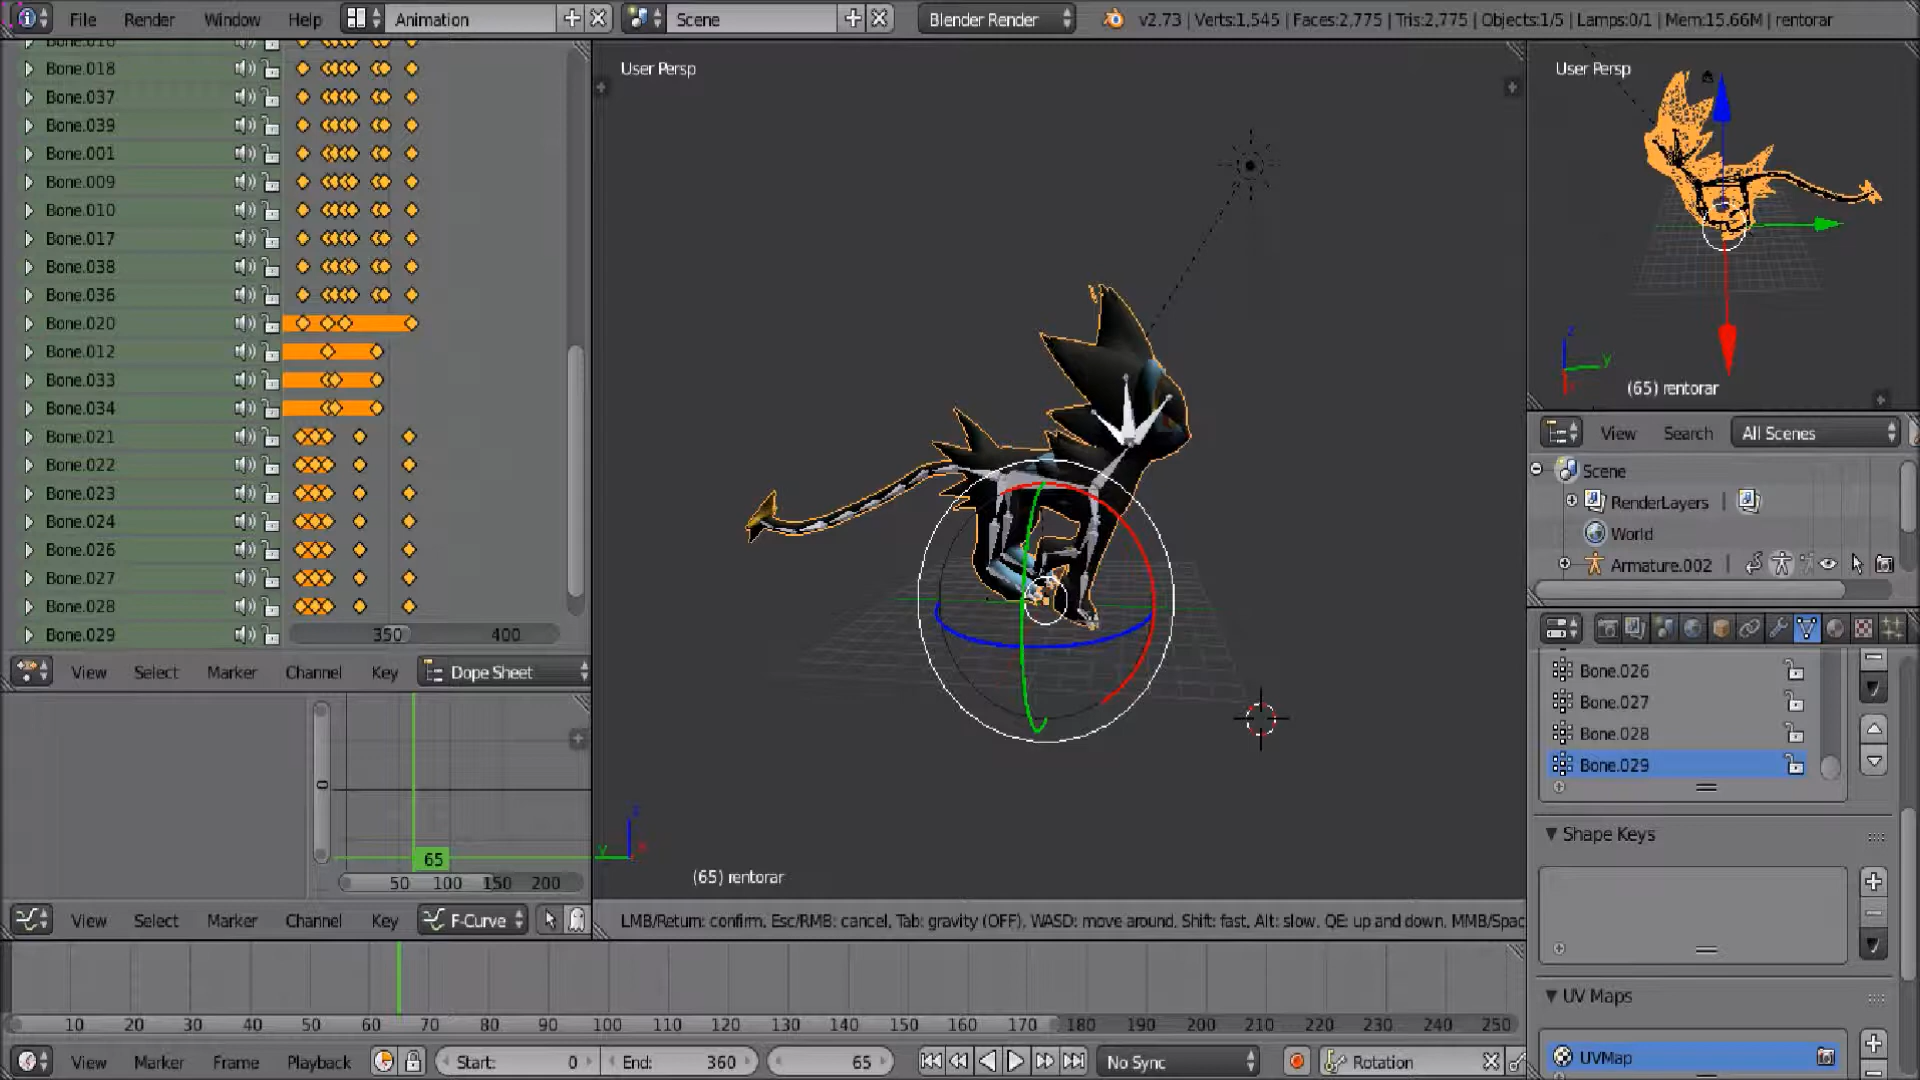 File Render Window Help Animation Scene Blender Render v2.73 | Verts:1,545 | Faces:2,775 | Tris:2,775 | Objects:1/5 | Lamps:0/1 | Mem:15.66M | rentorar
Bone.016
Bone.018
Bone.037
Bone.039
Bone.001
Bone.009
Bone.010
Bone.017
Bone.038
Bone.036
Bone.020
Bone.012
Bone.033
Bone.034
Bone.021
Bone.022
Bone.023
Bone.024
Bone.026
Bone.027
Bone.028
Bone.029
350 400
View Select Marker Channel Key Dope Sheet
0
65
50 100 150 200
View Select Marker Channel Key F-Curve
User Persp
z
y x
(65) rentorar
LMB/Return: confirm, Esc/RMB: cancel, Tab: gravity (OFF), WASD: move around, Shift: fast, Alt: slow, QE: up and down, MMB/Spac
User Persp
z
y
(65) rentorar
View Search All Scenes
Scene
RenderLayers |
World
Armature.002
Bone.026
Bone.027
Bone.028
Bone.029
Shape Keys
UV Maps
UVMap
10 20 30 40 50 60 70 80 90 100 110 120 130 140 150 160 170 180 190 200 210 220 230 240 250
View Marker Frame Playback Start: 0 End: 360 65 No Sync Rotation